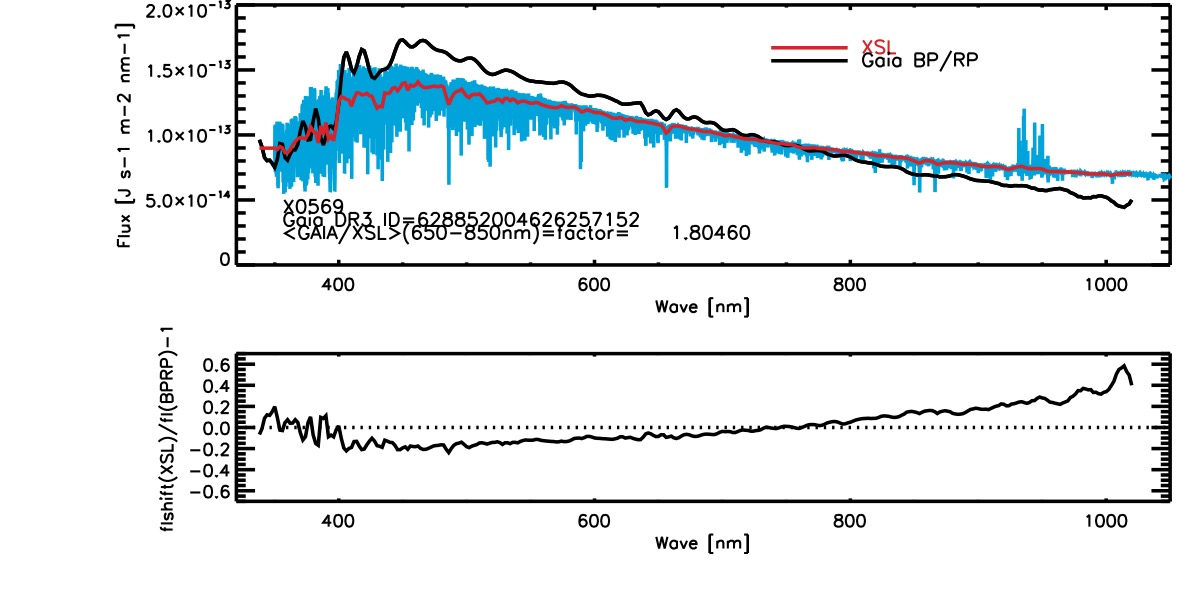 2.0×10−13
1.5×10−13
1.0×10−13
5.0×10−14
0
Flux [J s−1 m−2 nm−1]
XSL
Gaia BP/RP
X0569
Gaia DR3 ID=6288520046262​57152
<GAIA/XSL>(650−850nm)=factor= 1.80460
400 600 800 1000
Wave [nm]
0.6
0.4
0.2
0.0
−0.2
−0.4
−0.6
flshift(XSL)/fl(BPRP)−1
400 600 800 1000
Wave [nm]